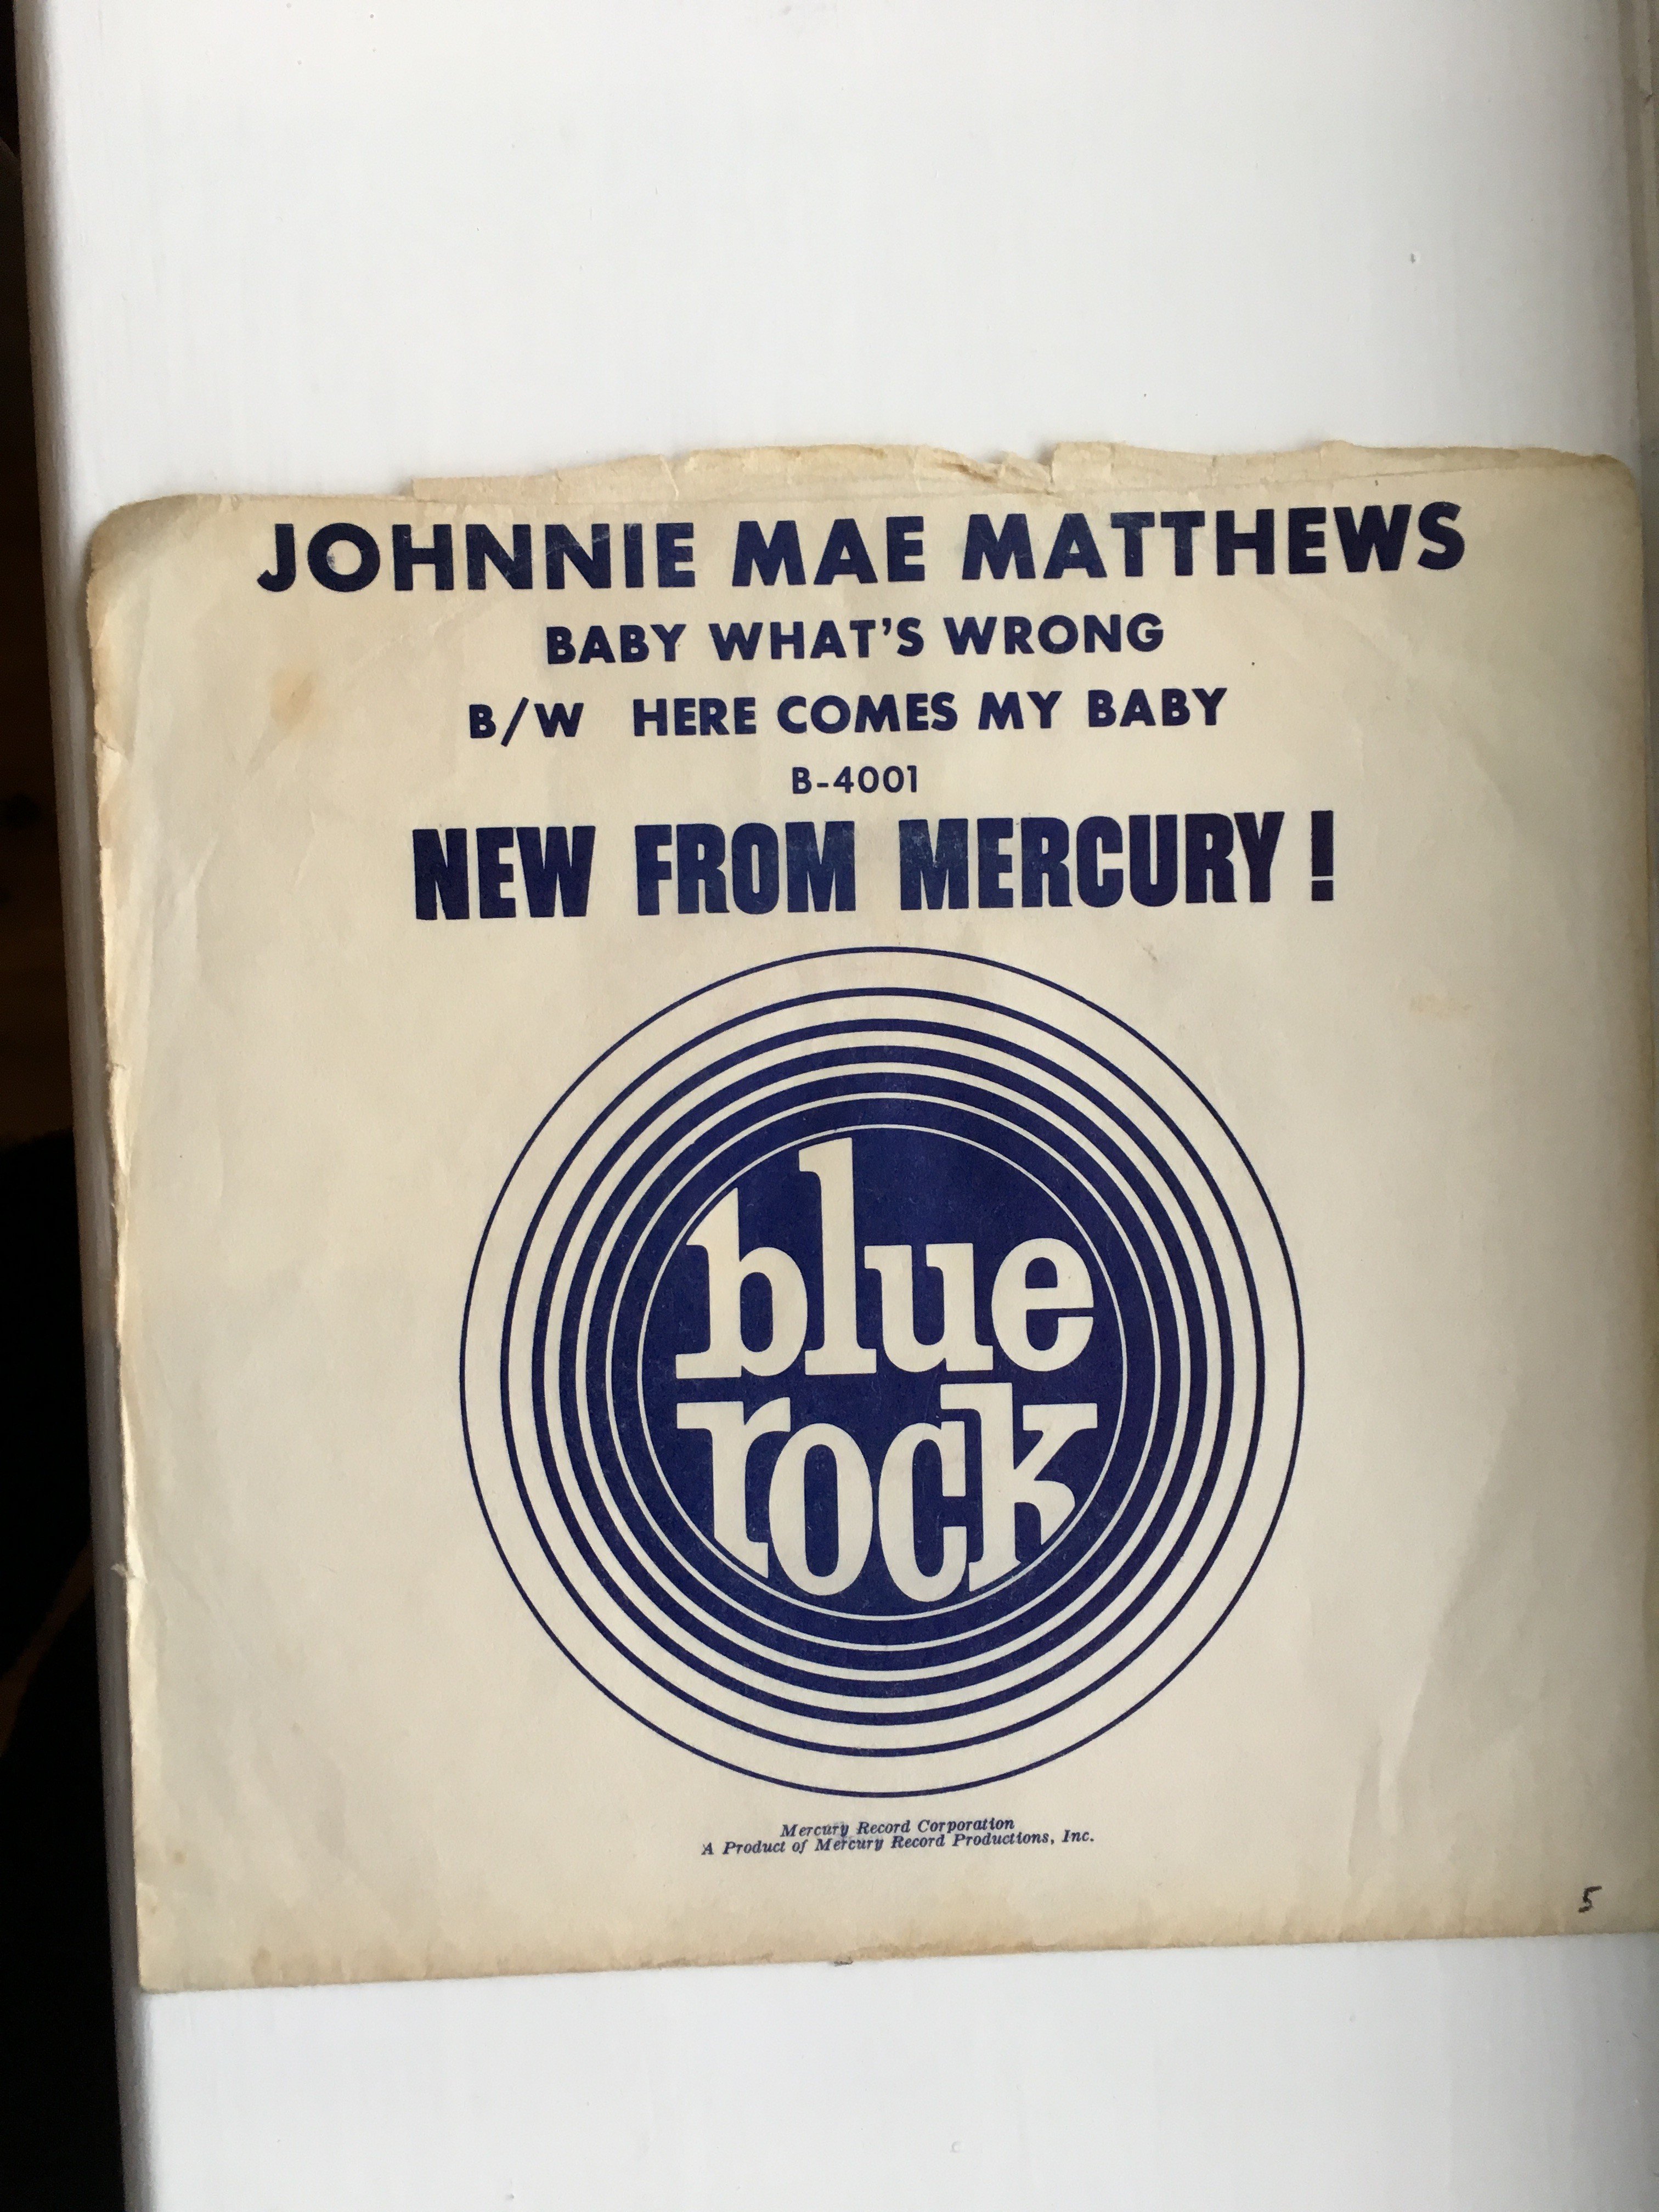 JOHNNIE MAE MATTHEWS
BABY WHAT'S WRONG
B/W HERE COMES MY BABY
B-4001
NEW FROM MERCURY !
blue
rock
Mercury Record Corporation
A Product of Mercury Record Productions, Inc.
5